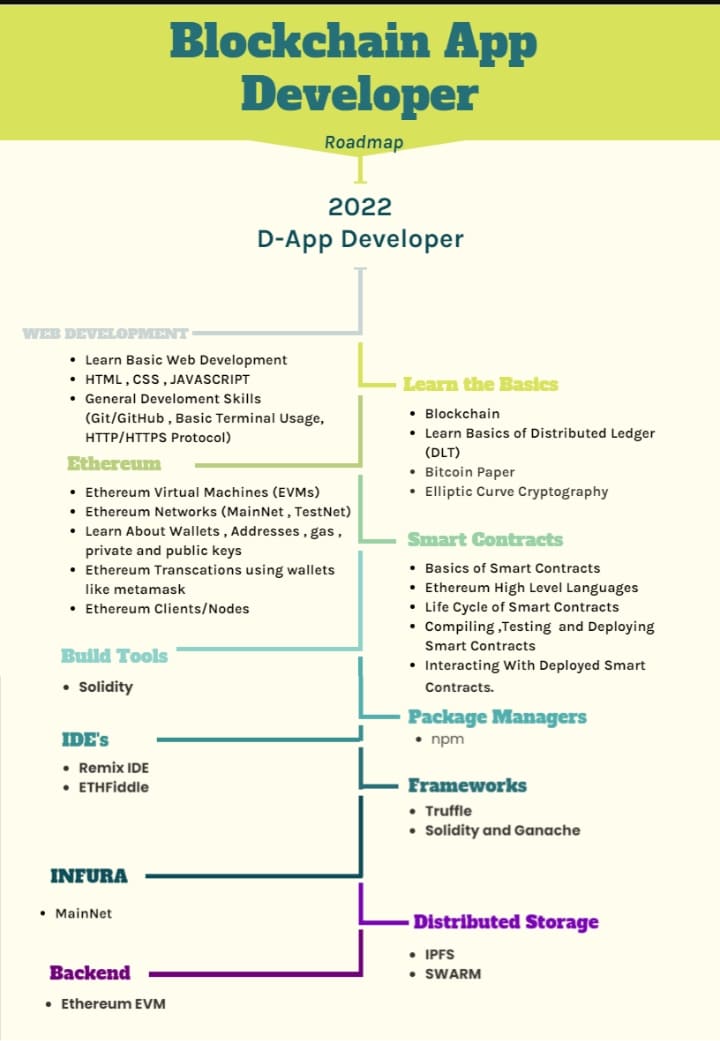 Blockchain App
Developer
Roadmap
2022
D-App Developer
WEB DEVELOPMENT
• Learn Basic Web Development
• HTML , CSS , JAVASCRIPT
• General Develoment Skills
(Git/GitHub , Basic Terminal Usage,
HTTP/HTTPS Protocol)
Learn the Basics
• Blockchain
• Learn Basics of Distributed Ledger
(DLT)
• Bitcoin Paper
• Elliptic Curve Cryptography
Ethereum
• Ethereum Virtual Machines (EVMs)
• Ethereum Networks (MainNet , TestNet)
• Learn About Wallets , Addresses , gas ,
private and public keys
• Ethereum Transcations using wallets
like metamask
• Ethereum Clients/Nodes
Smart Contracts
• Basics of Smart Contracts
• Ethereum High Level Languages
• Life Cycle of Smart Contracts
• Compiling ,Testing and Deploying
Smart Contracts
• Interacting With Deployed Smart
Contracts.
Build Tools
• Solidity
Package Managers
• npm
IDE's
• Remix IDE
• ETHFiddle
Frameworks
• Truffle
• Solidity and Ganache
INFURA
• MainNet
Distributed Storage
• IPFS
• SWARM
Backend
• Ethereum EVM